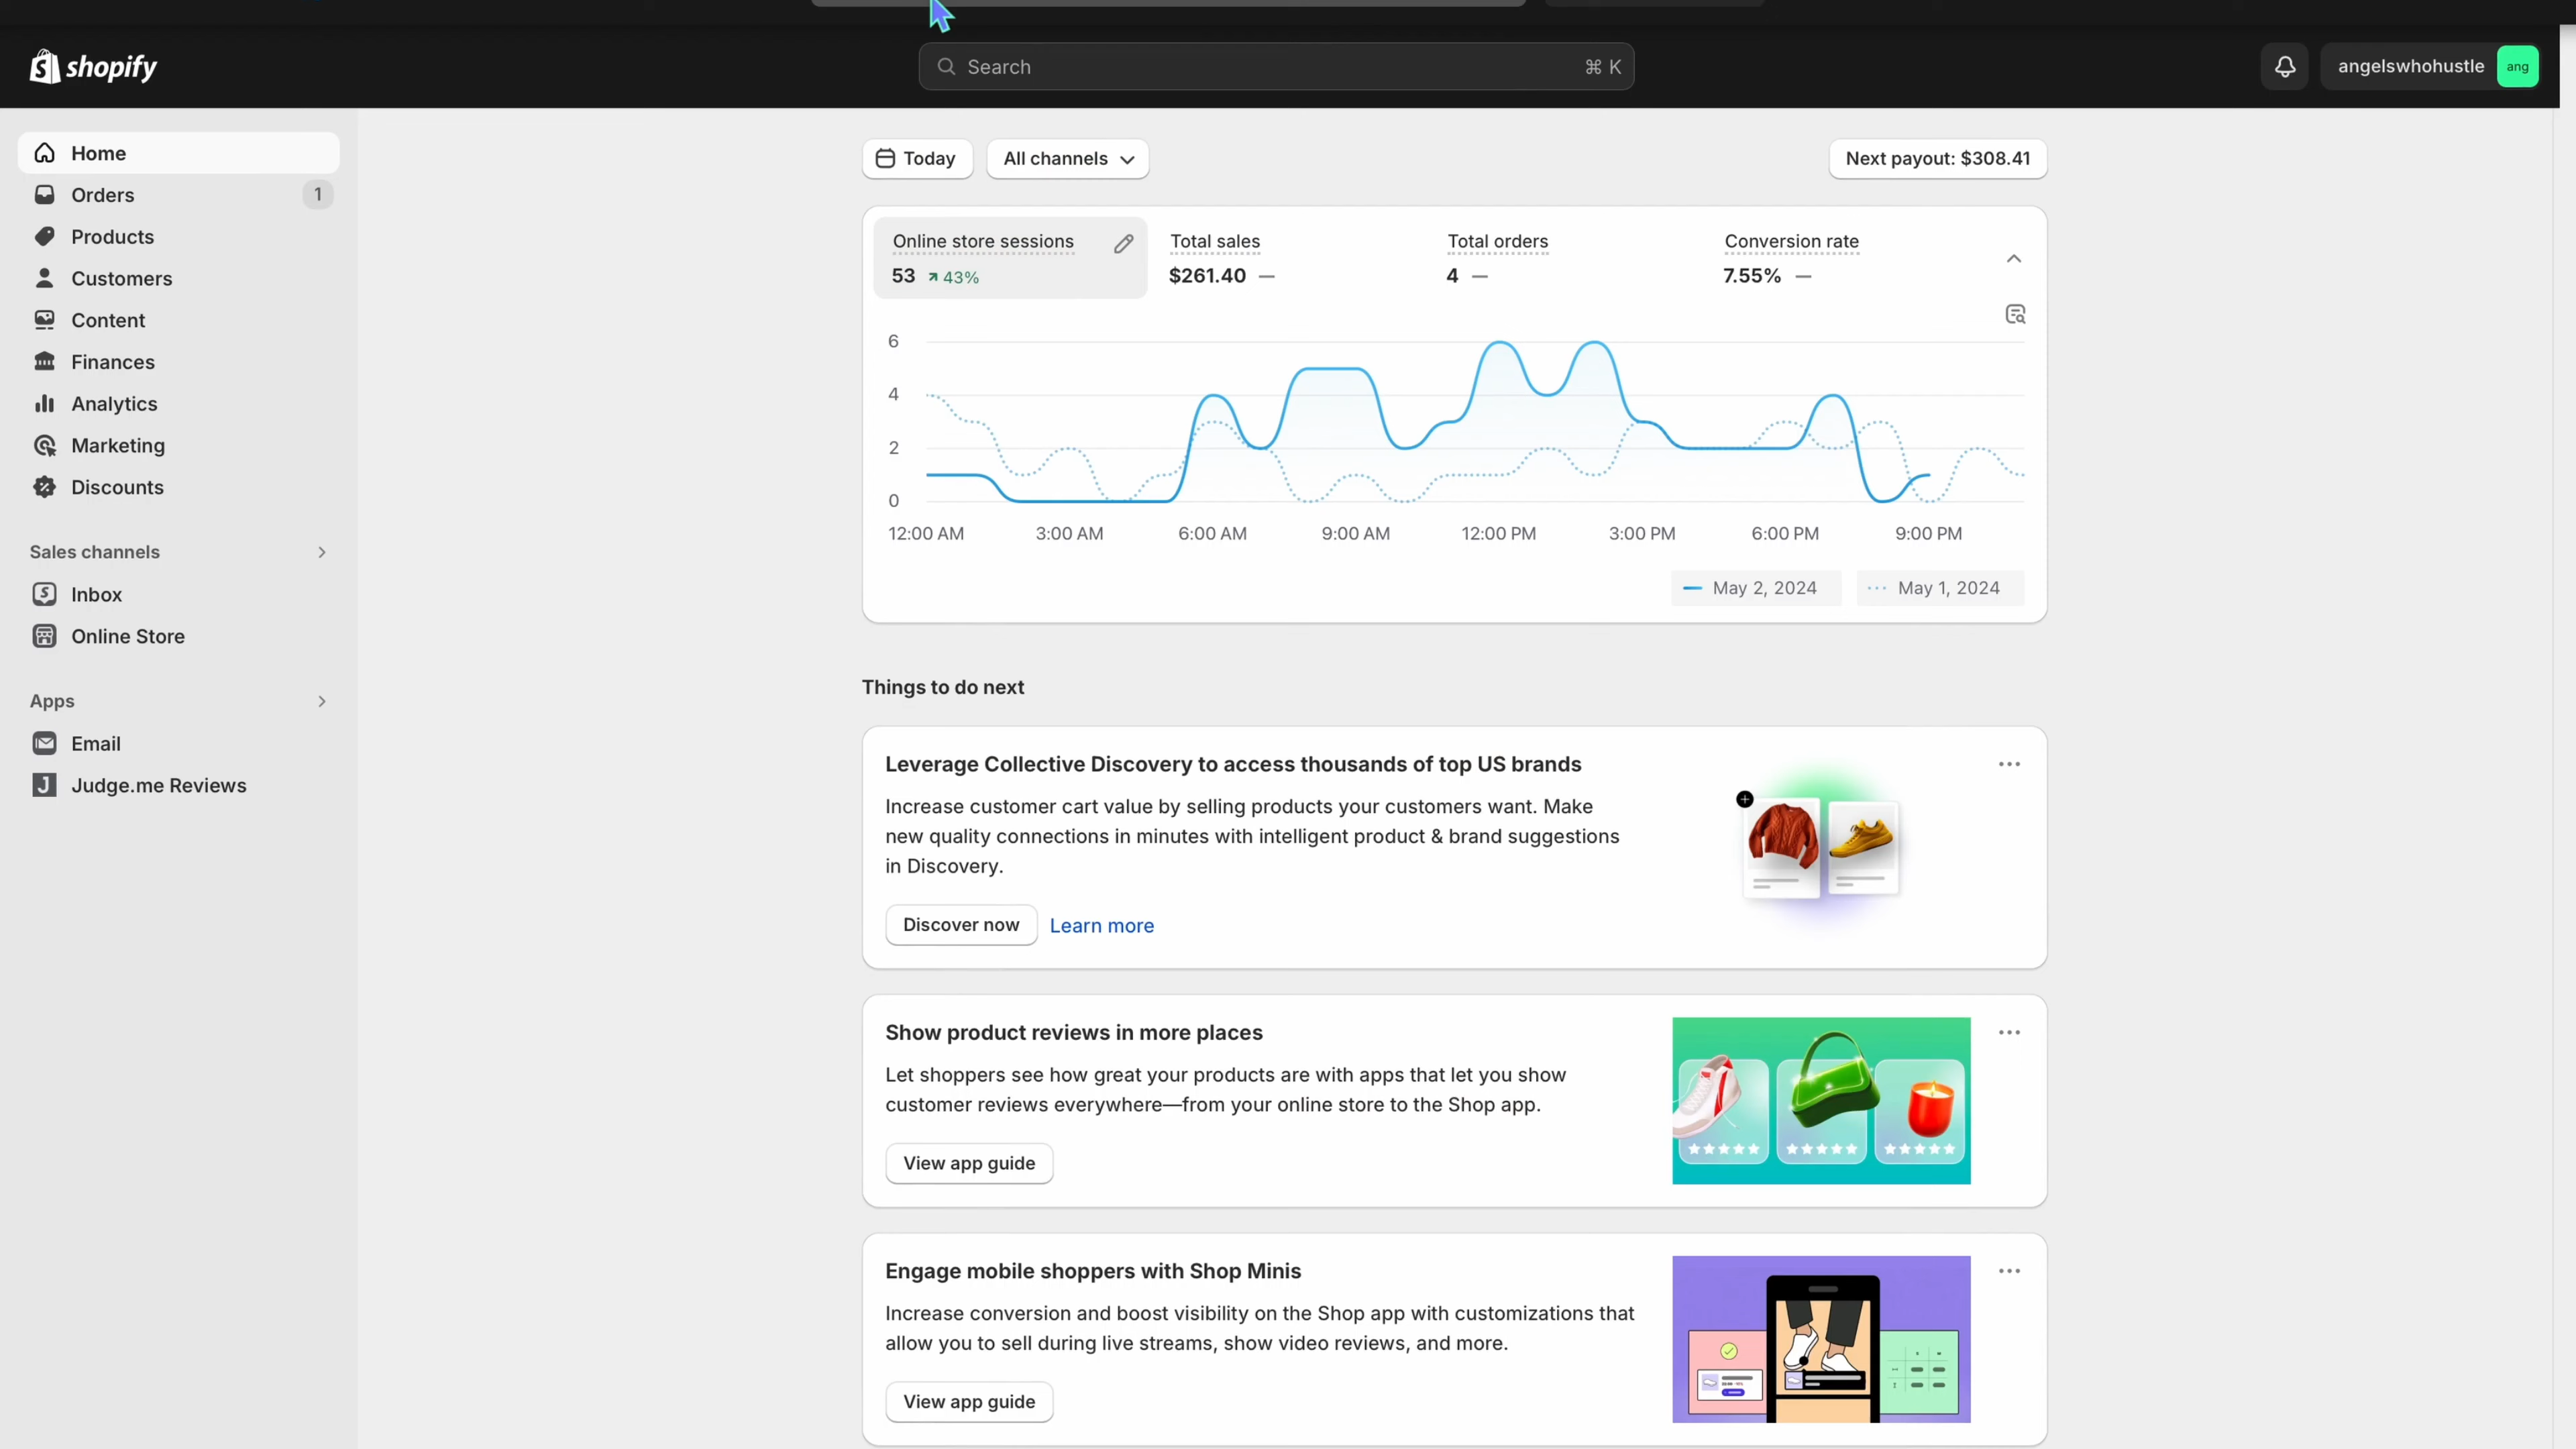 shopify
Search
⌘ K
angelswhohustle
ang
Home
Orders
1
Products
Customers
Content
Finances
Analytics
Marketing
Discounts
Sales channels
Inbox
Online Store
Apps
Email
Judge.me Reviews
Today
All channels
Next payout: $308.41
Online store sessions
53 43%
Total sales
$261.40 —
Total orders
4 —
Conversion rate
7.55% —
6
4
2
0
12:00 AM 3:00 AM 6:00 AM 9:00 AM 12:00 PM 3:00 PM 6:00 PM 9:00 PM
May 2, 2024
May 1, 2024
Things to do next
Leverage Collective Discovery to access thousands of top US brands
Increase customer cart value by selling products your customers want. Make
new quality connections in minutes with intelligent product & brand suggestions
in Discovery.
Discover now
Learn more
Show product reviews in more places
Let shoppers see how great your products are with apps that let you show
customer reviews everywhere—from your online store to the Shop app.
View app guide
Engage mobile shoppers with Shop Minis
Increase conversion and boost visibility on the Shop app with customizations that
allow you to sell during live streams, show video reviews, and more.
View app guide